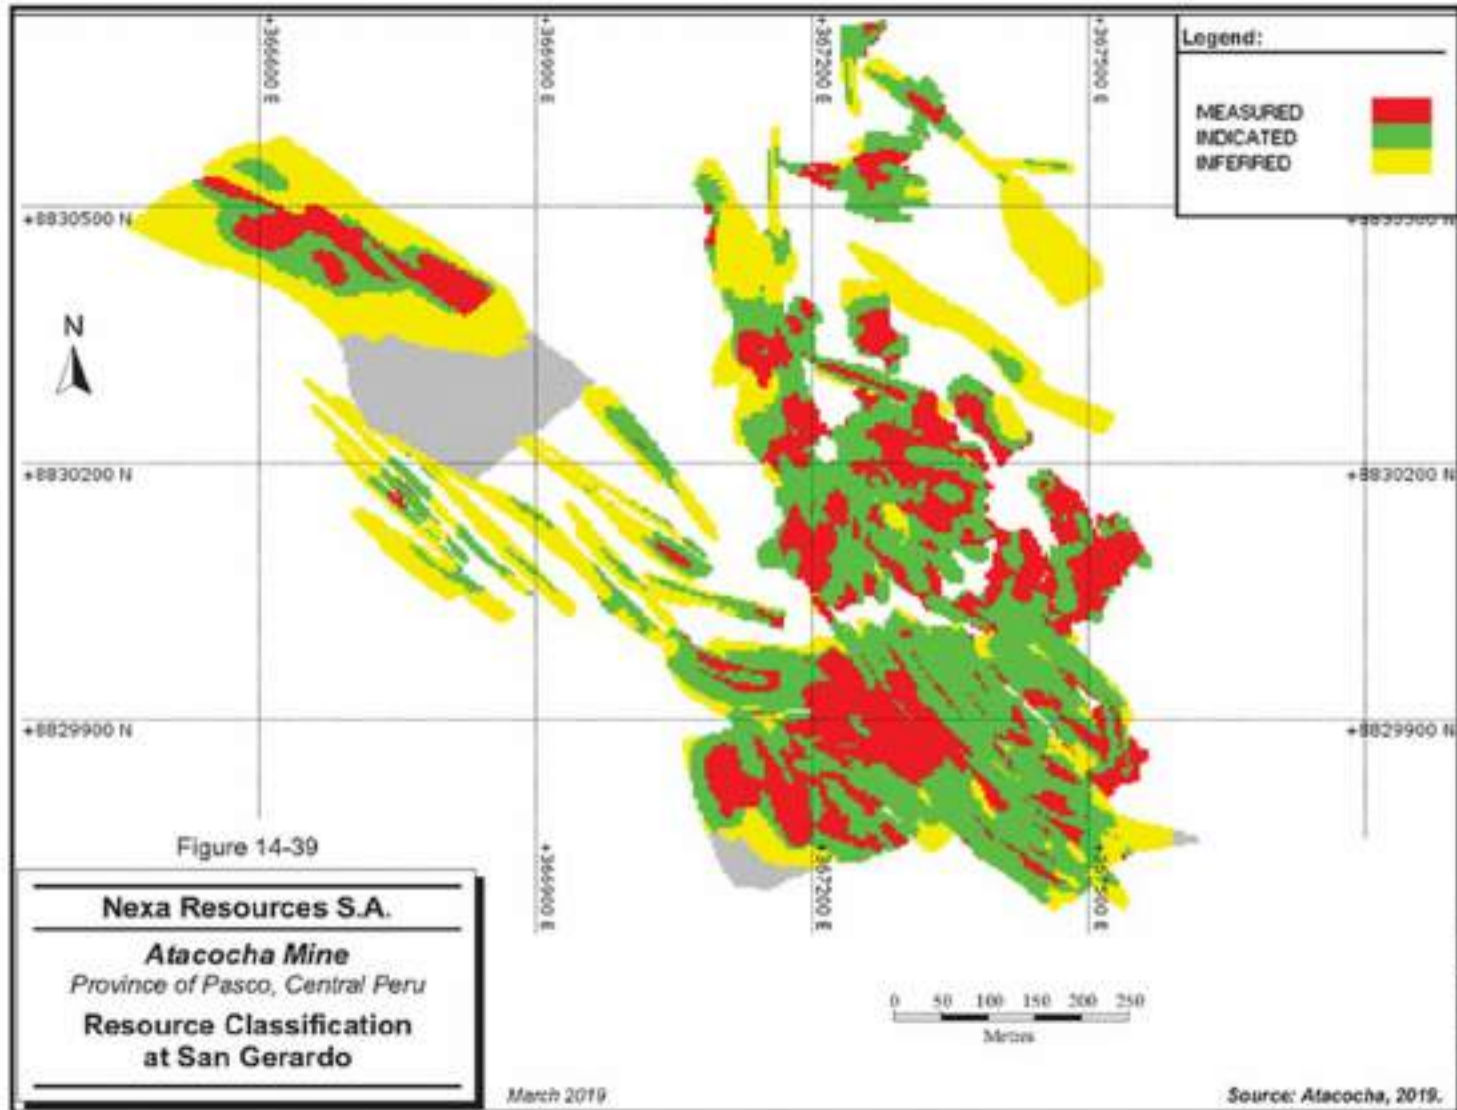 +366600 E
+366900 E
+367200 E
+367500 E
Legend:
MEASURED
INDICATED
INFERRED
+8830500 N
N
+8830200 N
+8830200 N
+8829900 N
+8829900 N
Figure 14-39
+366900 E
+367200 E
Nexa Resources S.A.
Atacocha Mine
Province of Pasco, Central Peru
Resource Classification
at San Gerardo
0 50 100 150 200 250
Metres
March 2019
Source: Atacocha, 2019.